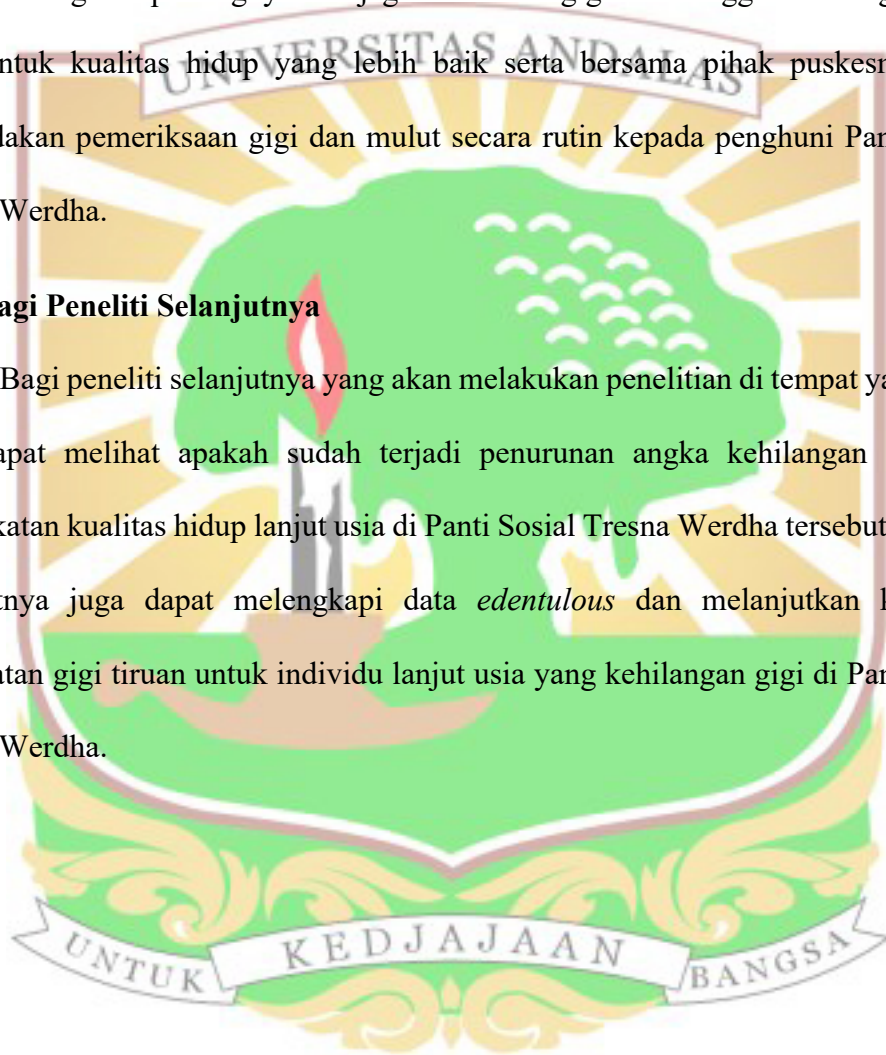 UNIVERSITAS ANDALAS
ntuk kualitas hidup yang lebih baik serta bersama pihak puskesm
dakan pemeriksaan gigi dan mulut secara rutin kepada penghuni Pan
Werdha.
agi Peneliti Selanjutnya
Bagi peneliti selanjutnya yang akan melakukan penelitian di tempat ya
apat melihat apakah sudah terjadi penurunan angka kehilangan
katan kualitas hidup lanjut usia di Panti Sosial Tresna Werdha tersebut
tnya juga dapat melengkapi data edentulous dan melanjutkan k
atan gigi tiruan untuk individu lanjut usia yang kehilangan gigi di Pan
Werdha.
UNTUK KEDJAJAAN BANGSA